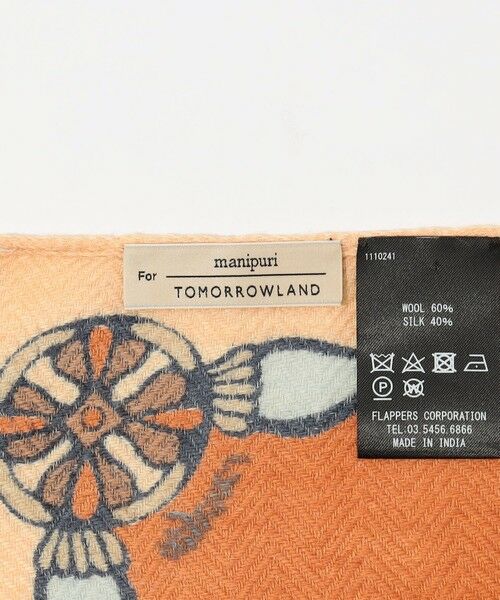 manipuri
For
TOMORROWLAND
1110241
WOOL 60%
SILK 40%
P W
FLAPPERS CORPORATION
TEL:03.5456.6866
MADE IN INDIA